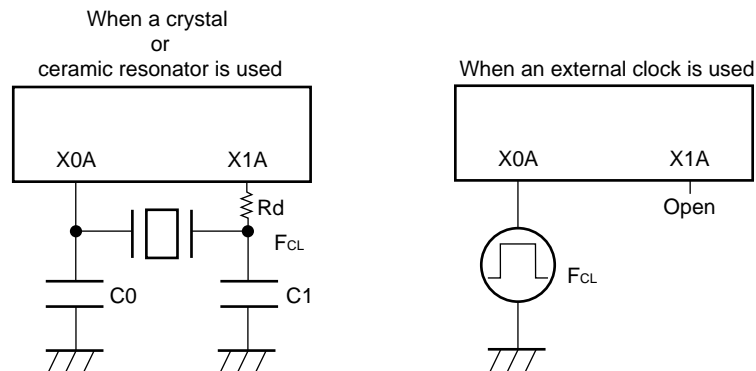 When a crystal
or
ceramic resonator is used
X0A
X1A
Rd
FCL
C0
C1
When an external clock is used
X0A
X1A
Open
FCL